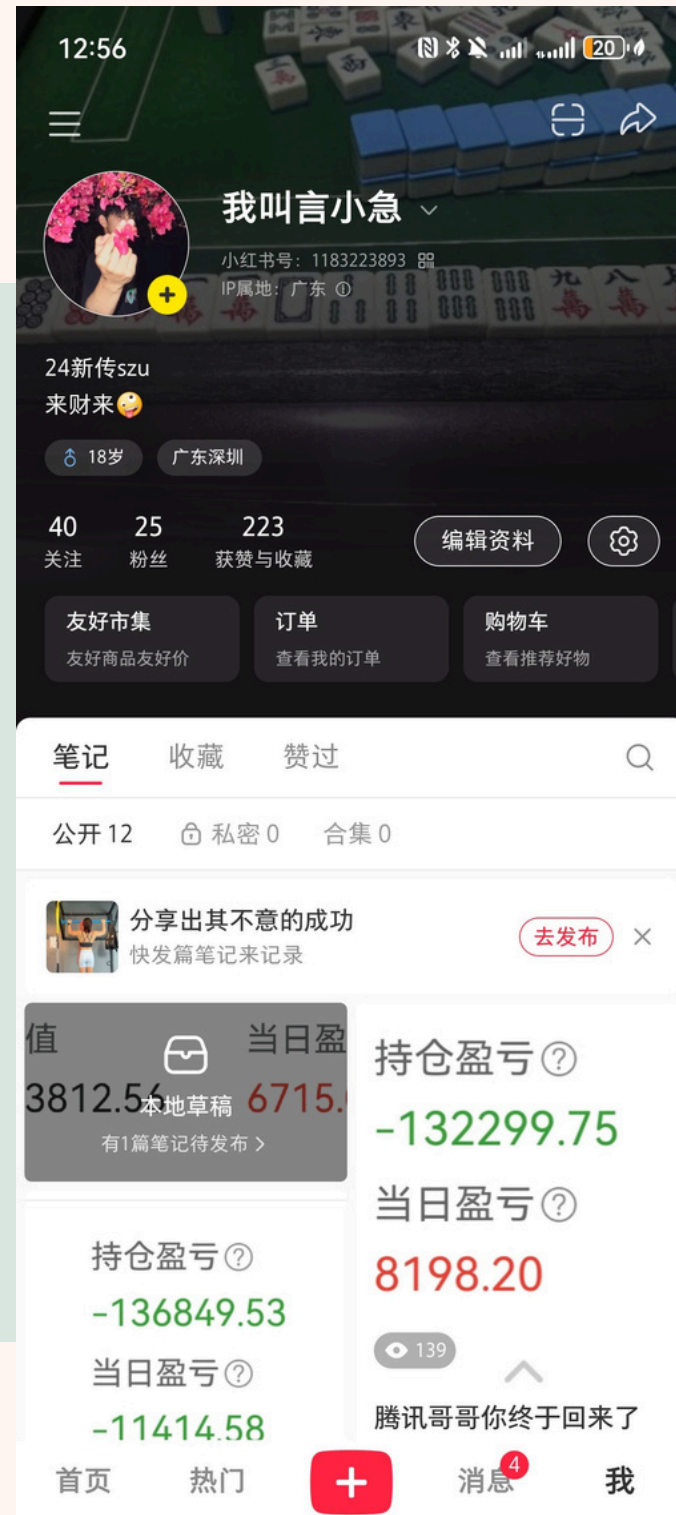 12:56
20
我叫言小急
小红书号：1183223893
IP属地：广东
24新传szu
来财来
18岁 广东深圳
40 25 223
关注 粉丝 获赞与收藏
编辑资料
友好市集 订单 购物车
友好商品友好价 查看我的订单 查看推荐好物
笔记 收藏 赞过
公开 12 私密 0 合集 0
分享出其不意的成功
快发篇笔记来记录
去发布
值 当日盈
3812.56 6715.
本地草稿
有1篇笔记待发布 >
持仓盈亏?
-136849.53
当日盈亏?
-11414.58
持仓盈亏?
-132299.75
当日盈亏?
8198.20
139
腾讯哥哥你终于回来了
首页 热门 消息 4 我